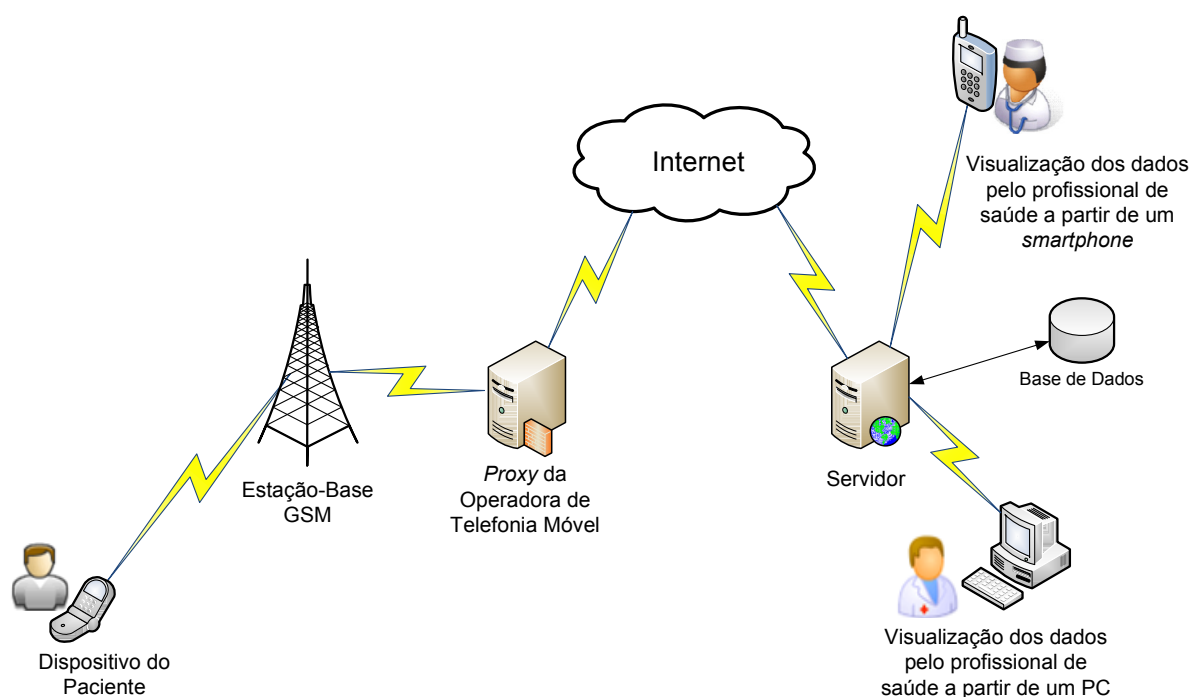 Internet
Visualização dos dados
pelo profissional de
saúde a partir de um
smartphone
Base de Dados
Servidor
Proxy da
Operadora de
Telefonia Móvel
Estação-Base
GSM
Dispositivo do
Paciente
Visualização dos dados
pelo profissional de
saúde a partir de um PC